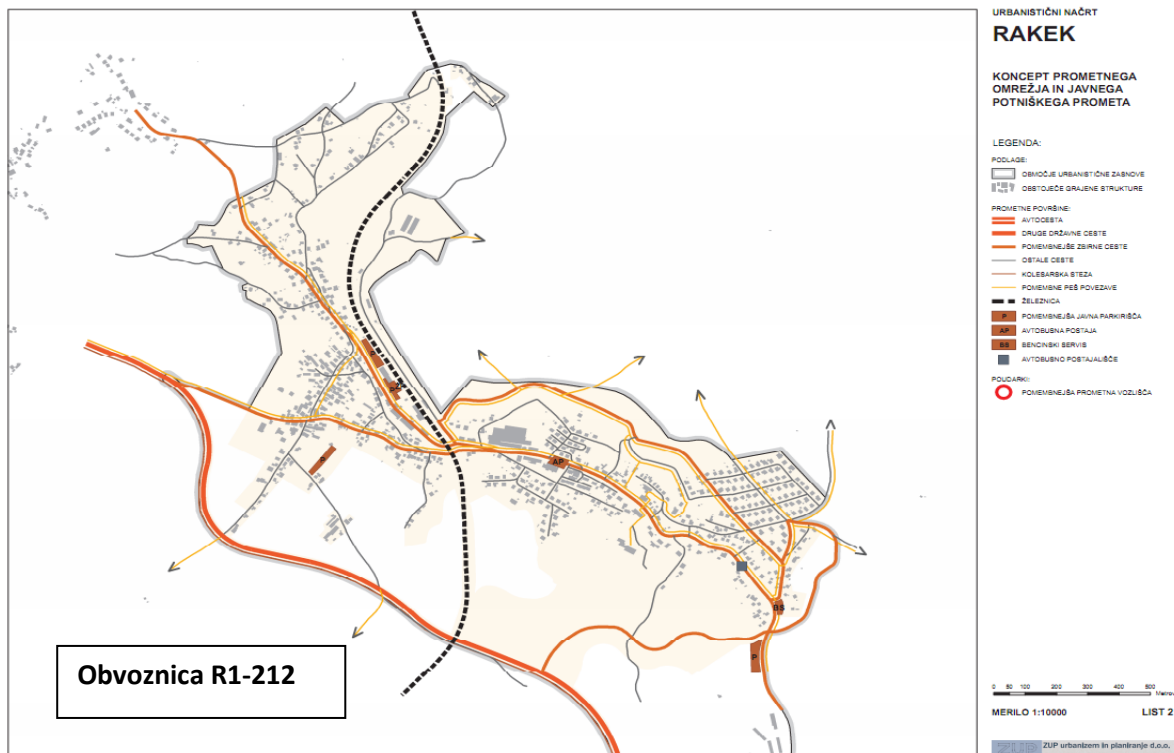 URBANISTIČNI NAČRT
RAKEK
KONCEPT PROMETNEGA
OMREŽJA IN JAVNEGA
POTNIŠKEGA PROMETA
LEGENDA:
PODLAGE:
OBMOČJE URBANISTIČNE ZASNOVE
OBSTOJEČE GRAJENE STRUKTURE
PROMETNE POVRŠINE:
AVTOCESTA
DRUGE DRŽAVNE CESTE
POMEMBNEJŠE ZBIRNE CESTE
OSTALE CESTE
KOLESARSKA STEZA
POMEMBNE PEŠ POVEZAVE
ŽELEZNICA
P POMEMBNEJŠA JAVNA PARKIRIŠČA
AP AVTOBUSNA POSTAJA
BS BENCINSKI SERVIS
AVTOBUSNO POSTAJALIŠČE
POUDARKI:
POMEMBNEJŠA PROMETNA VOZLIŠČA
P
P
AP
BS
P
Obvoznica R1-212
0 50 100 200 300 400 500 Metrov
MERILO 1:10000 LIST 2
ZUP urbanizem in planiranje d.o.o.